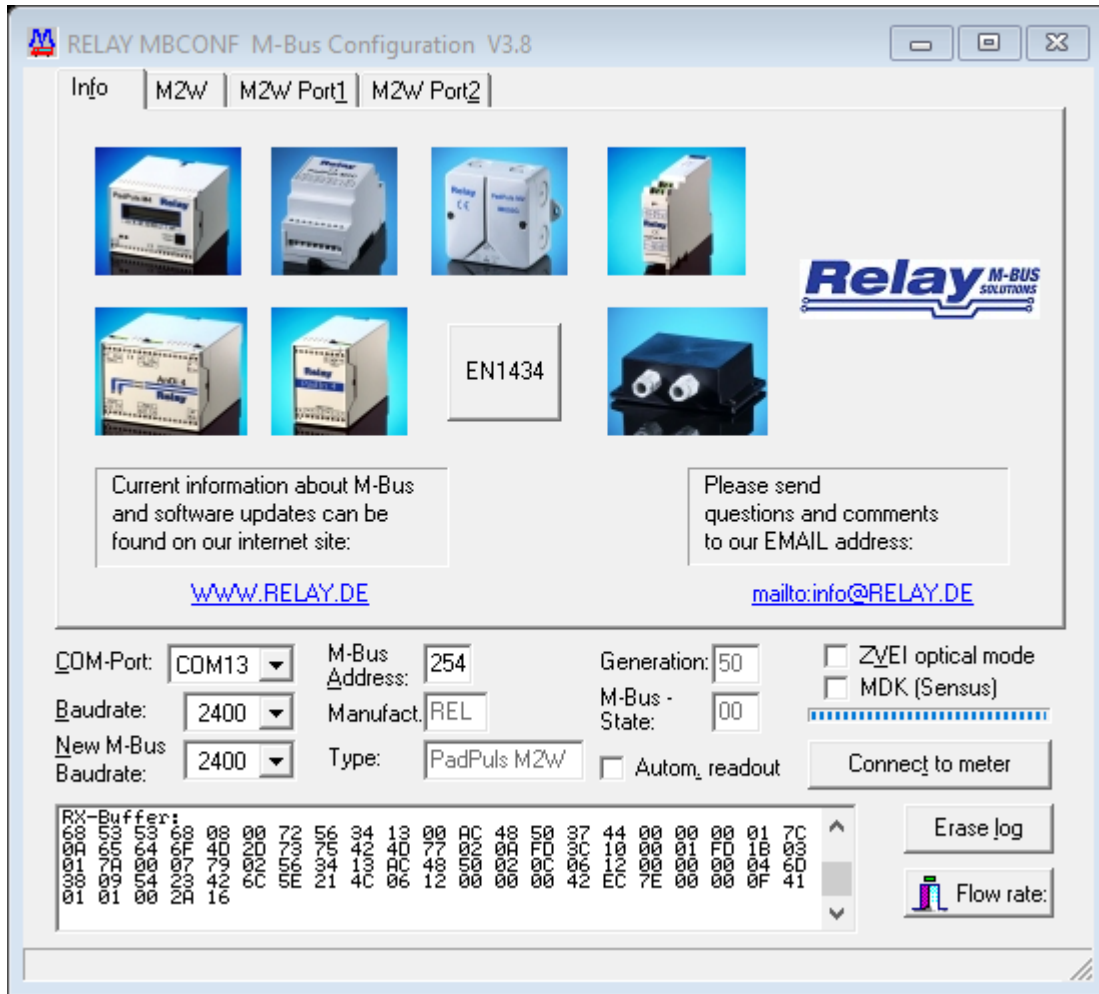 RELAY MBCONF M-Bus Configuration V3.8
Info M2W M2W Port1 M2W Port2
Relay M-BUS
SOLUTIONS
EN1434
Current information about M-Bus
and software updates can be
found on our internet site:
WWW.RELAY.DE
Please send
questions and comments
to our EMAIL address:
mailto:info@RELAY.DE
COM-Port: COM13
Baudrate: 2400
New M-Bus
Baudrate: 2400
M-Bus
Address: 254
Manufact. REL
Type: PadPuls M2W
Generation: 50
M-Bus -
State: 00
Autom. readout
ZVEI optical mode
MDK (Sensus)
Connect to meter
RX-Buffer:
68 53 53 68 08 00 72 56 34 13 00 AC 48 50 37 44 00 00 00 01 7C
0A 65 64 6F 4D 2D 73 75 42 4D 77 02 0A FD 3C 10 00 01 FD 1B 03
01 7A 00 07 79 02 56 34 13 AC 48 50 02 0C 06 12 00 00 00 04 6D
38 09 54 23 42 6C 5E 21 4C 06 12 00 00 00 42 EC 7E 00 00 0F 41
01 01 00 2A 16
Erase log
Flow rate: